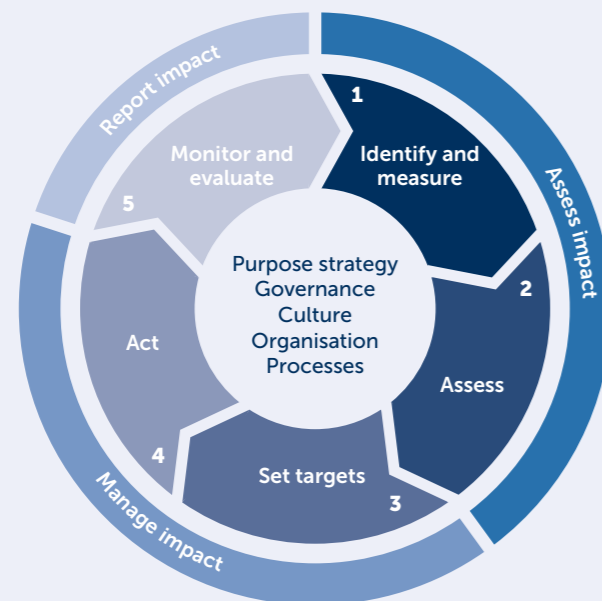 Report impact
Assess impact
Manage impact
1
Identify and
measure
2
Assess
3
Set targets
4
Act
5
Monitor and
evaluate
Purpose strategy
Governance
Culture
Organisation
Processes